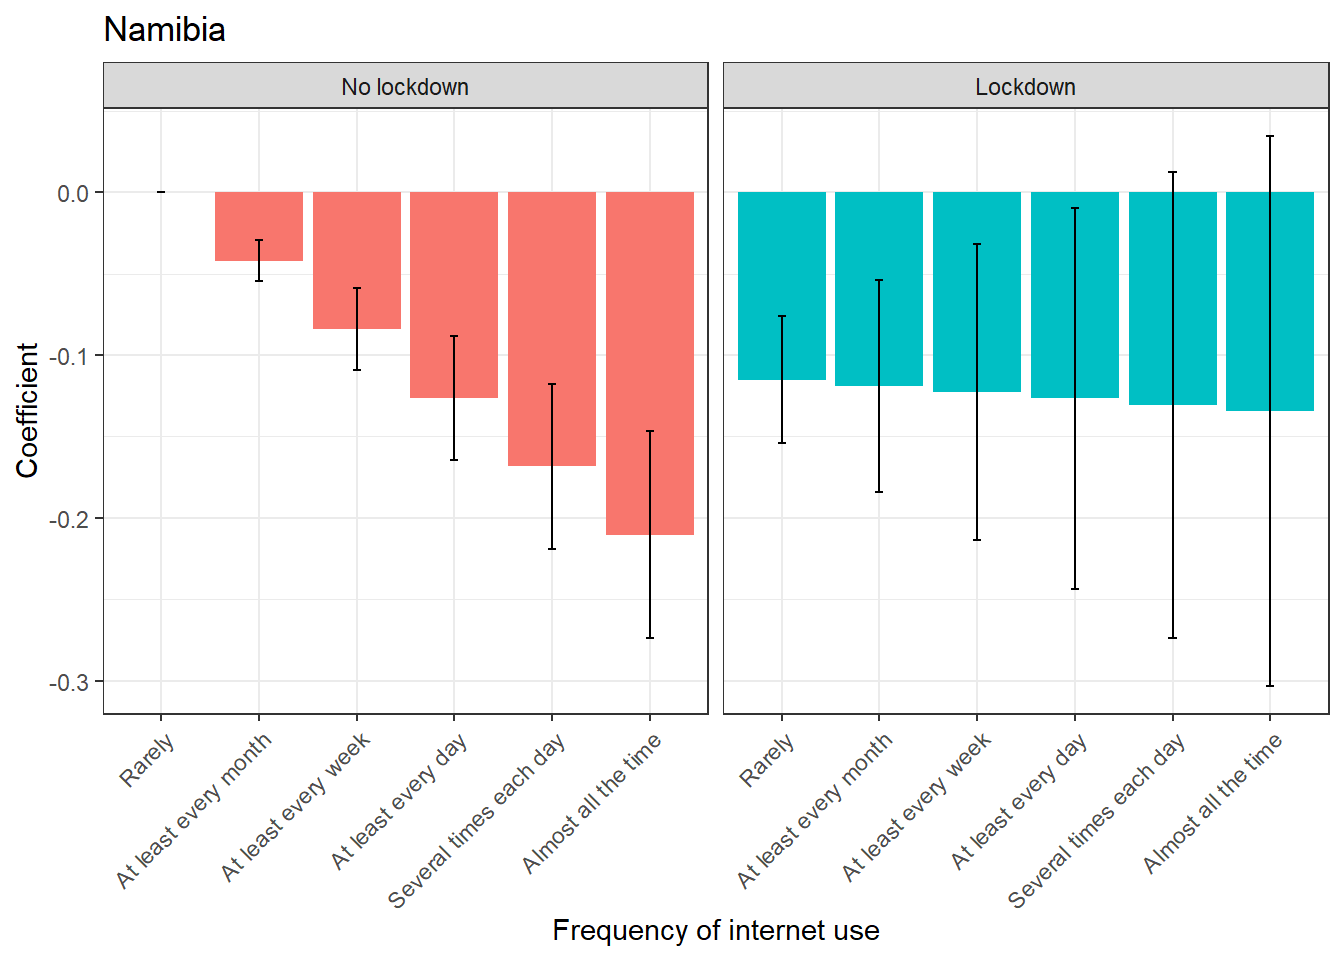 Namibia
No lockdown
Lockdown
Coefficient
0.0
-0.1
-0.2
-0.3
Rarely
At least every month
At least every week
At least every day
Several times each day
Almost all the time
Rarely
At least every month
At least every week
At least every day
Several times each day
Almost all the time
Frequency of internet use